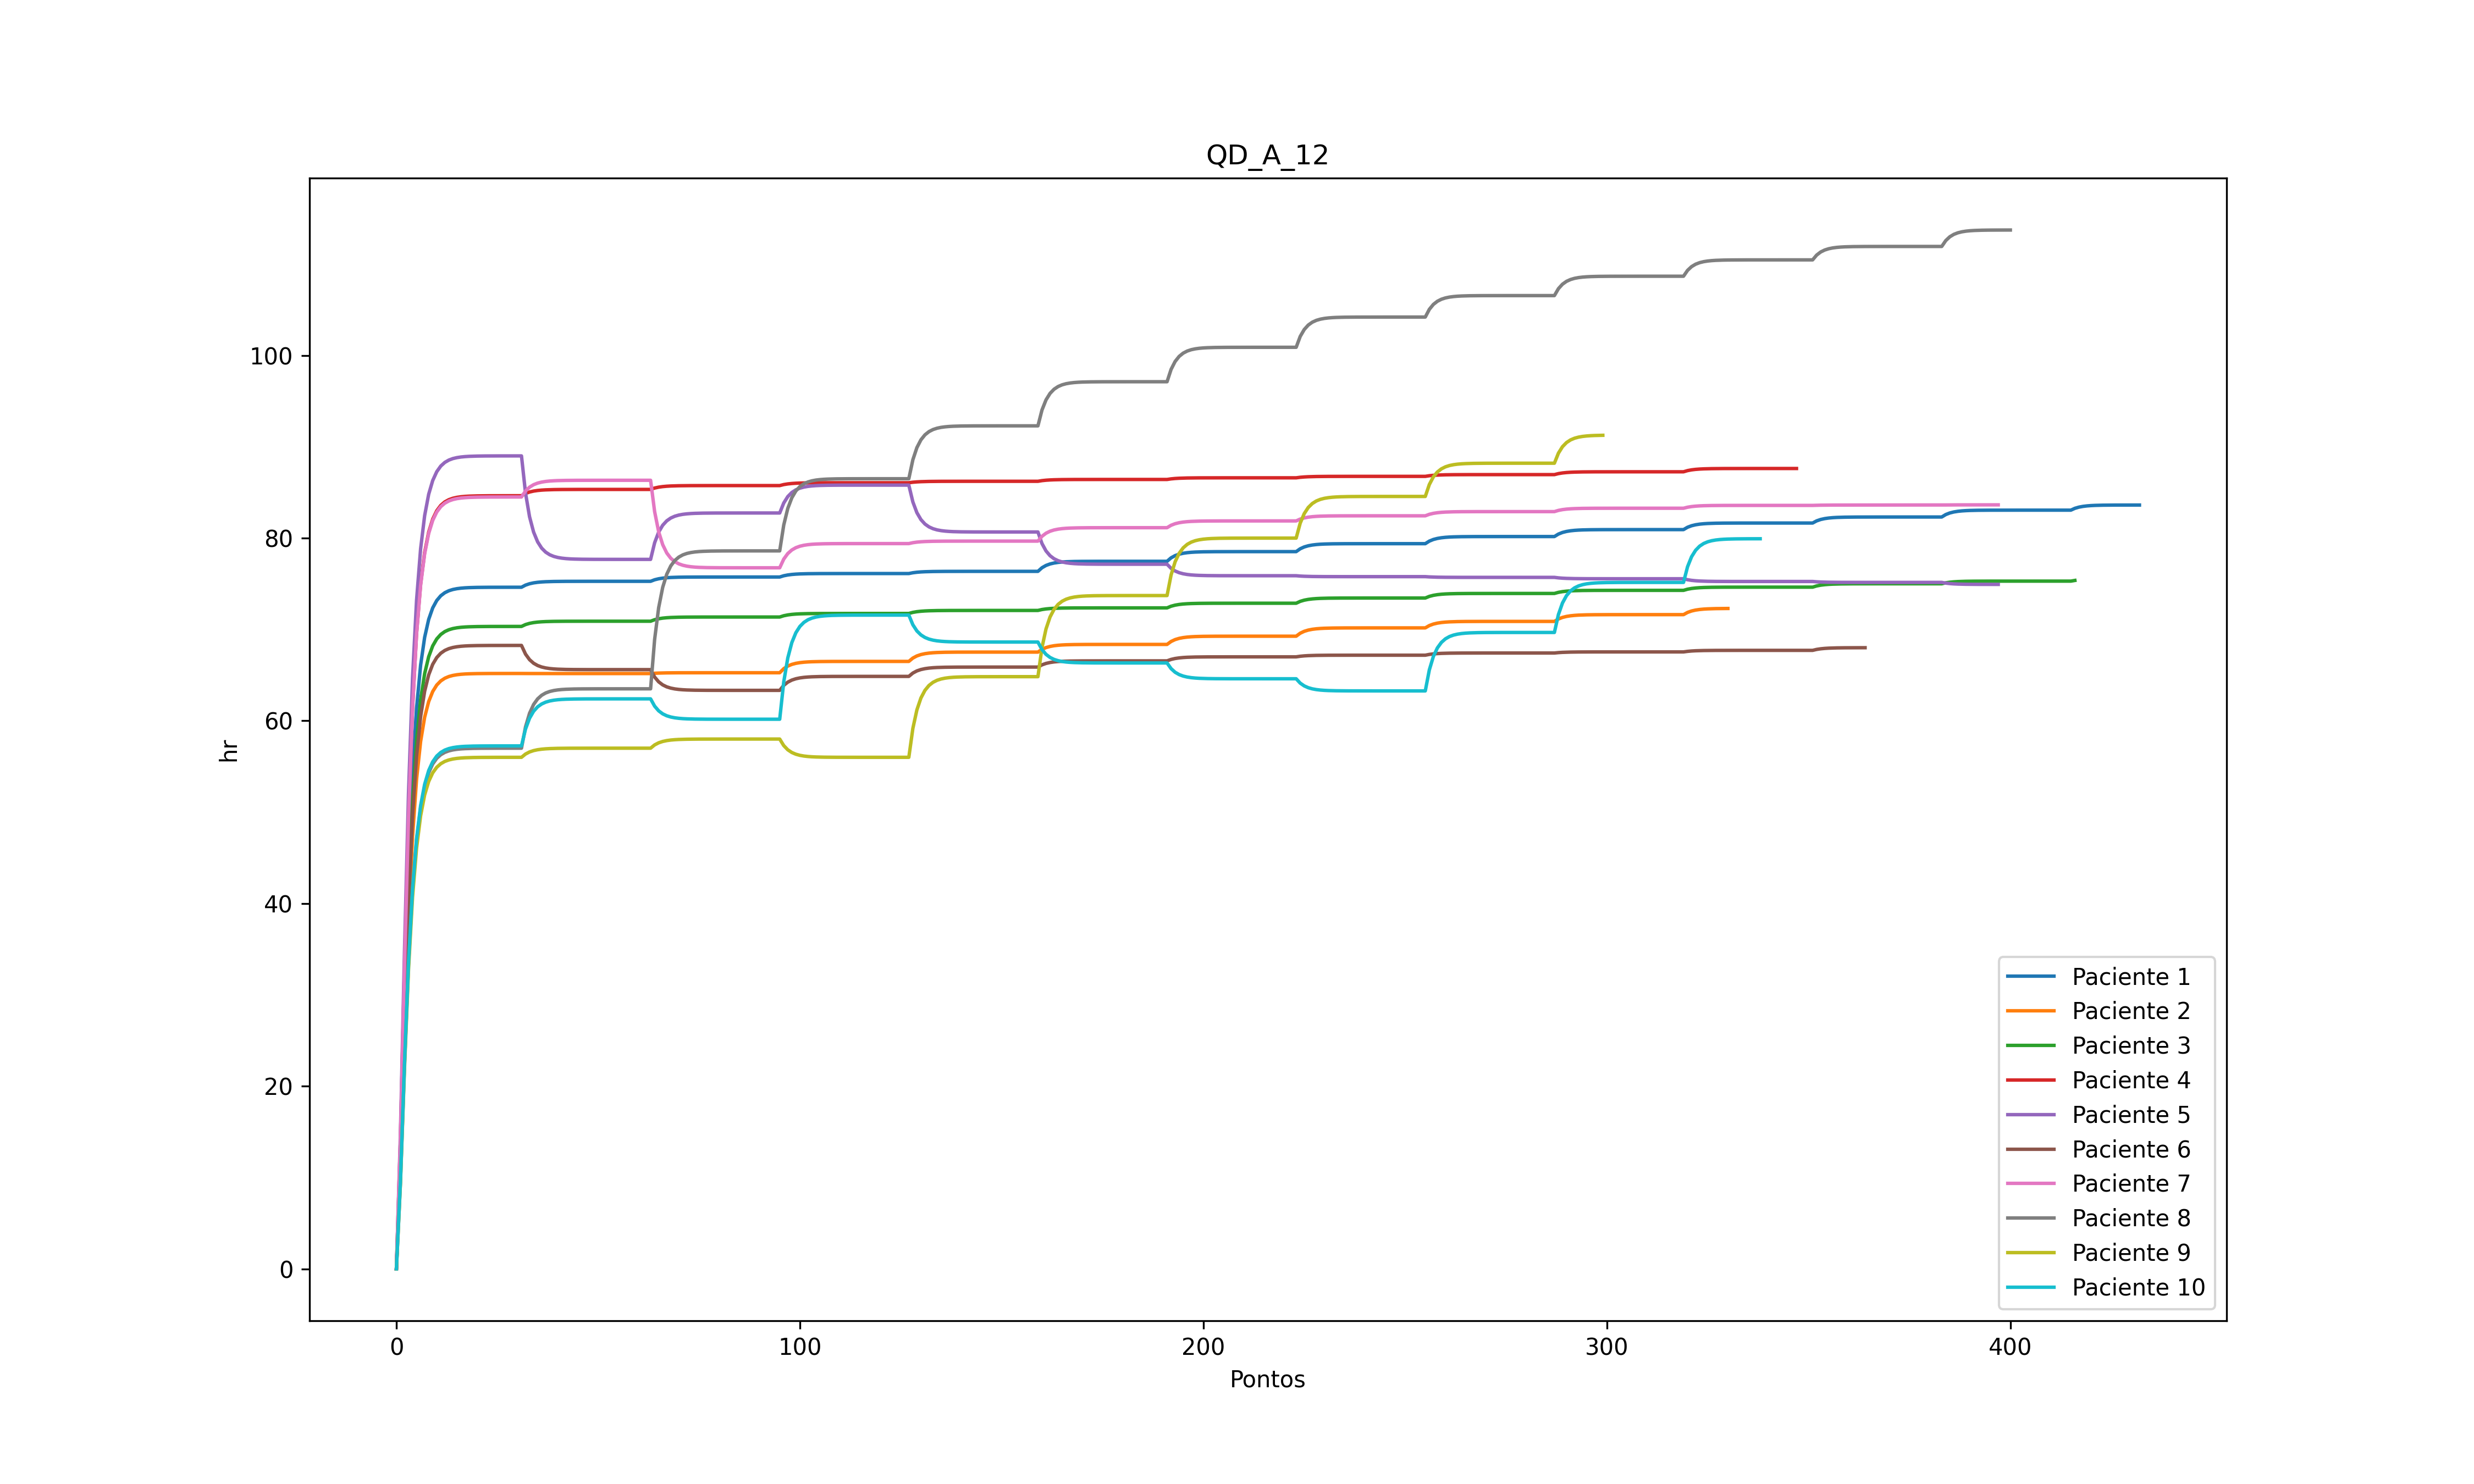 QD_A_12
100
80
60
40
20
0
hr
0 100 200 300 400
Pontos
Paciente 1
Paciente 2
Paciente 3
Paciente 4
Paciente 5
Paciente 6
Paciente 7
Paciente 8
Paciente 9
Paciente 10